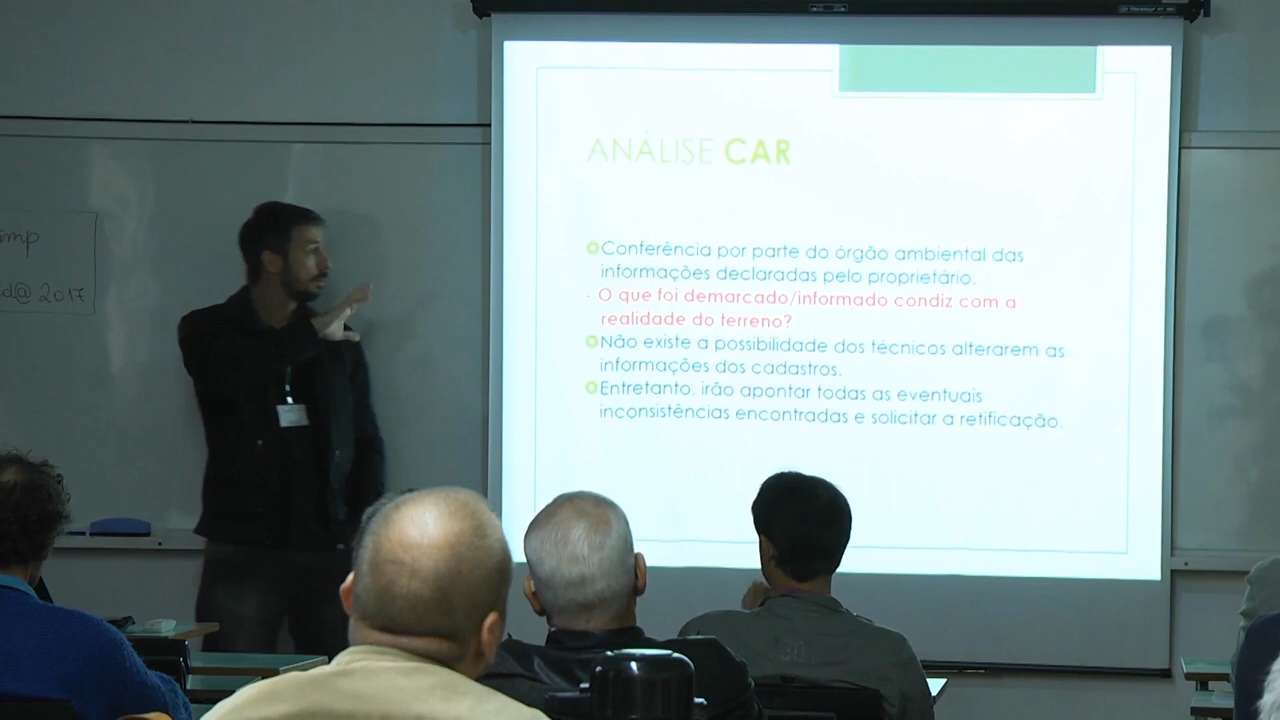 ANÁLISE CAR
Conferência por parte do órgão ambiental das
informações declaradas pelo proprietário.
- O que foi demarcado/informado condiz com a
realidade do terreno?
Não existe a possibilidade dos técnicos alterarem as
informações dos cadastros.
Entretanto, irão apontar todas as eventuais
inconsistências encontradas e solicitar a retificação.
2017